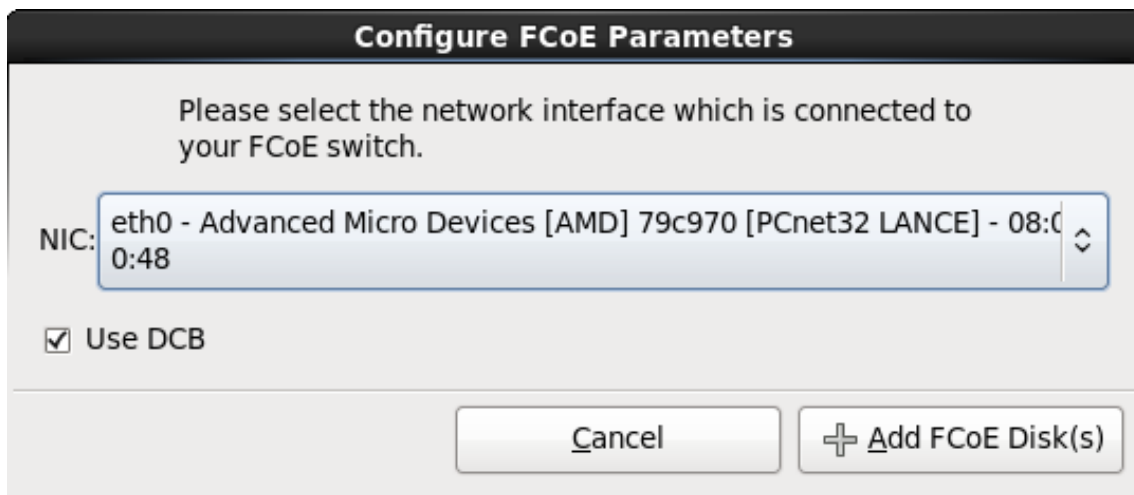 Configure FCoE Parameters
Please select the network interface which is connected to
your FCoE switch.
NIC:
eth0 - Advanced Micro Devices [AMD] 79c970 [PCnet32 LANCE] - 08:0
0:48
Use DCB
Cancel
Add FCoE Disk(s)